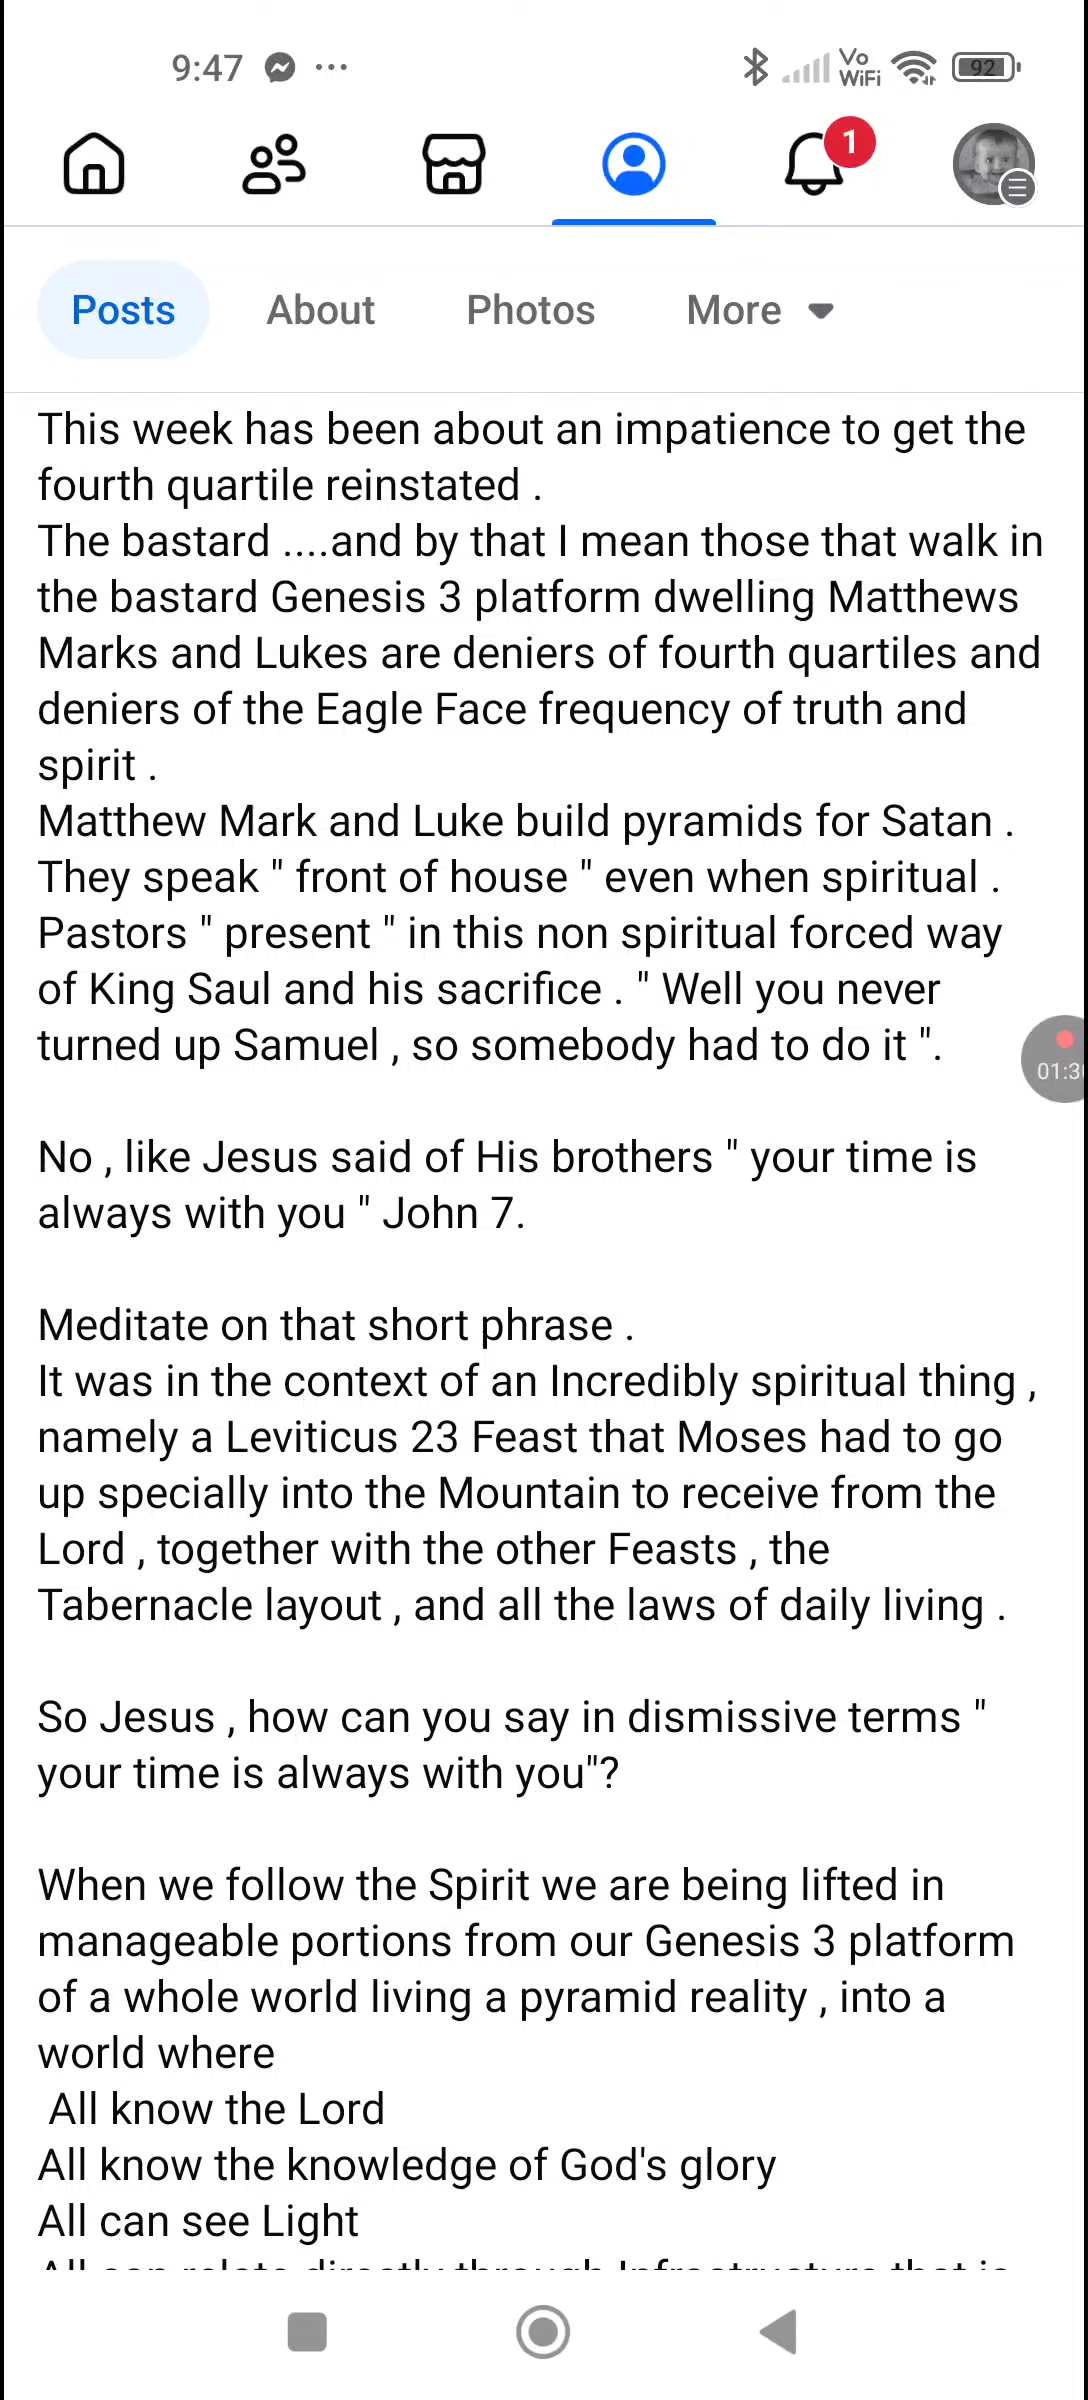 9:47
Vo
WiFi
92
1
Posts About Photos More
This week has been about an impatience to get the
fourth quartile reinstated .
The bastard ....and by that I mean those that walk in
the bastard Genesis 3 platform dwelling Matthews
Marks and Lukes are deniers of fourth quartiles and
deniers of the Eagle Face frequency of truth and
spirit .
Matthew Mark and Luke build pyramids for Satan .
They speak " front of house " even when spiritual .
Pastors " present " in this non spiritual forced way
of King Saul and his sacrifice . " Well you never
turned up Samuel , so somebody had to do it ".
01:3
No , like Jesus said of His brothers " your time is
always with you " John 7.
Meditate on that short phrase .
It was in the context of an Incredibly spiritual thing ,
namely a Leviticus 23 Feast that Moses had to go
up specially into the Mountain to receive from the
Lord , together with the other Feasts , the
Tabernacle layout , and all the laws of daily living .
So Jesus , how can you say in dismissive terms "
your time is always with you"?
When we follow the Spirit we are being lifted in
manageable portions from our Genesis 3 platform
of a whole world living a pyramid reality , into a
world where
All know the Lord
All know the knowledge of God's glory
All can see Light
All can relate directly through Infrastructure that is